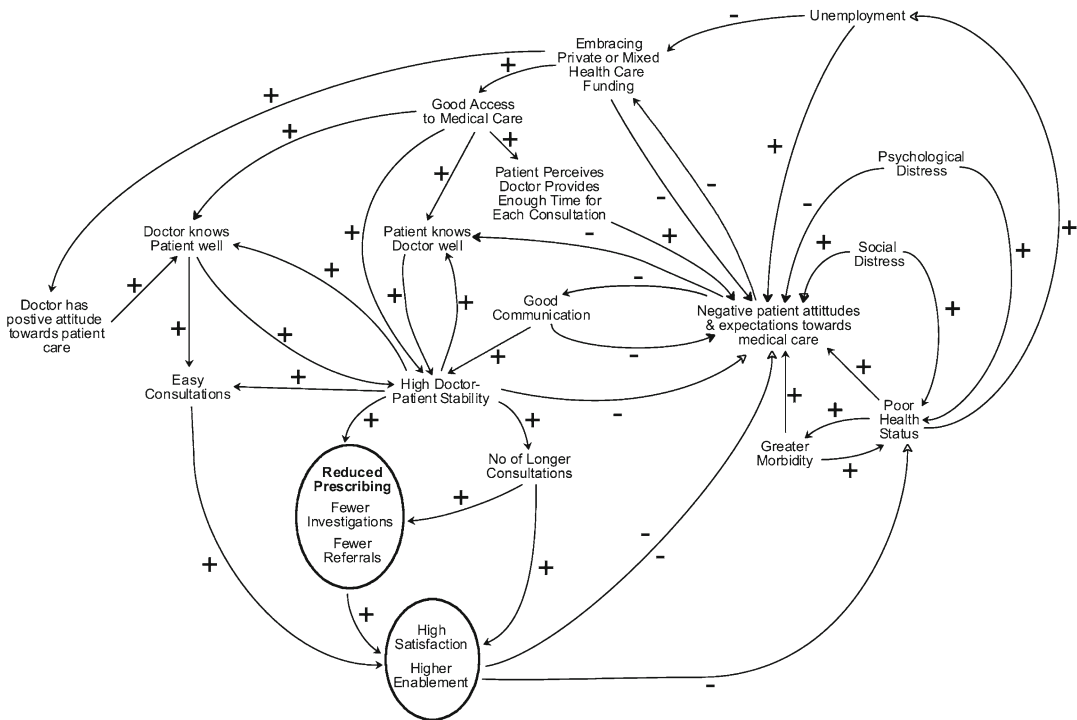 Unemployment
Embracing
Private or Mixed
Health Care
Funding
Good Access
to Medical Care
Psychological
Distress
Patient Perceives
Doctor Provides
Enough Time for
Each Consultation
Doctor knows
Patient well
Patient knows
Doctor well
Social
Distress
Doctor has
postive attitude
towards patient
care
Good
Communication
Negative patient attitudes
& expectations towards
medical care
Easy
Consultations
High Doctor-
Patient Stability
Poor
Health
Status
Greater
Morbidity
No of Longer
Consultations
Reduced
Prescribing
Fewer
Investigations
Fewer
Referrals
High
Satisfaction
Higher
Enablement